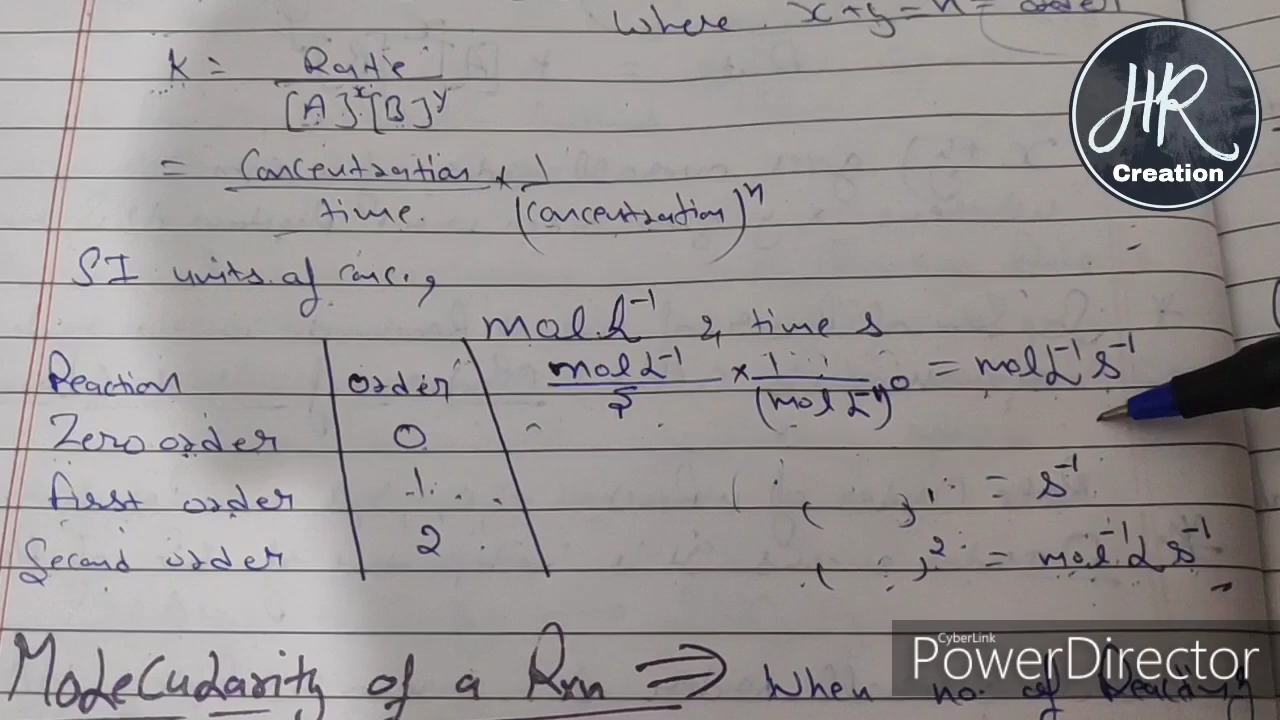 Where x+y=n=order
K = Rate
[A]ˣ[B]ʸ
= Concentration × 1
time. (Concentration)ⁿ
SI units of conc.,
mol L⁻¹ & time s
Reaction order mol L⁻¹ × 1 = mol L⁻¹ s⁻¹
s (mol L⁻¹)⁰
Zero order 0
First order 1 ( )¹ = s⁻¹
Second order 2 ( )² = mol⁻¹ L s⁻¹
Molecularity of a Rxn ⇒ When no. of Reacting
HR
Creation
CyberLink
PowerDirector